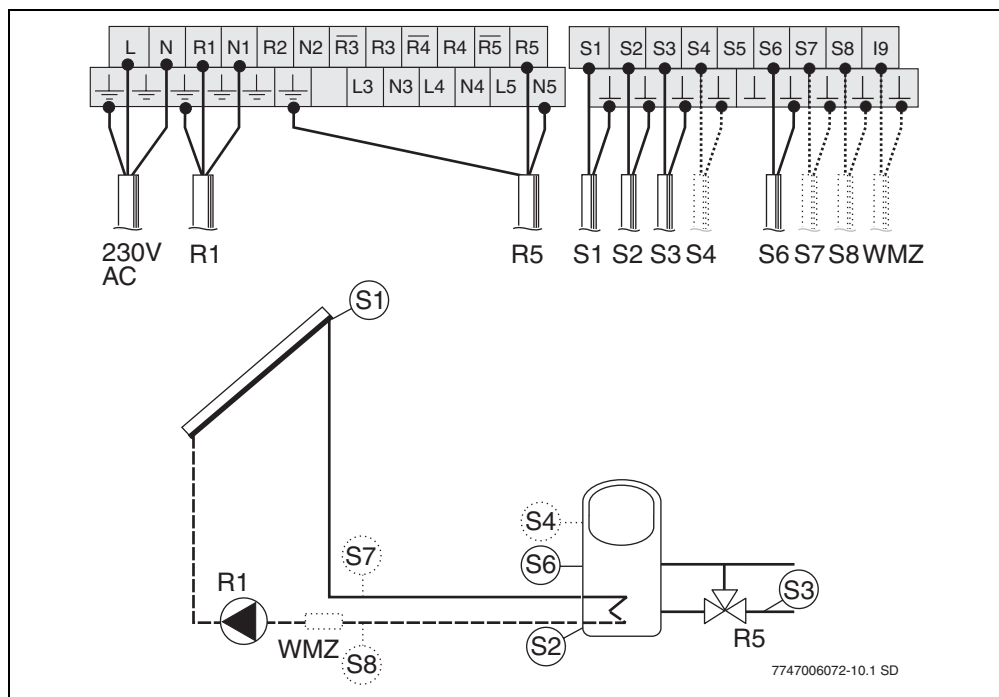 L N R1 N1 R2 N2 R3 R3 R4 R4 R5 R5 S1 S2 S3 S4 S5 S6 S7 S8 I9
L3 N3 L4 N4 L5 N5
230V AC R1 R5 S1 S2 S3 S4 S6 S7 S8 WMZ
S1
S4
S7 S6
R1 S3
WMZ S2 R5
S8
7747006072-10.1 SD